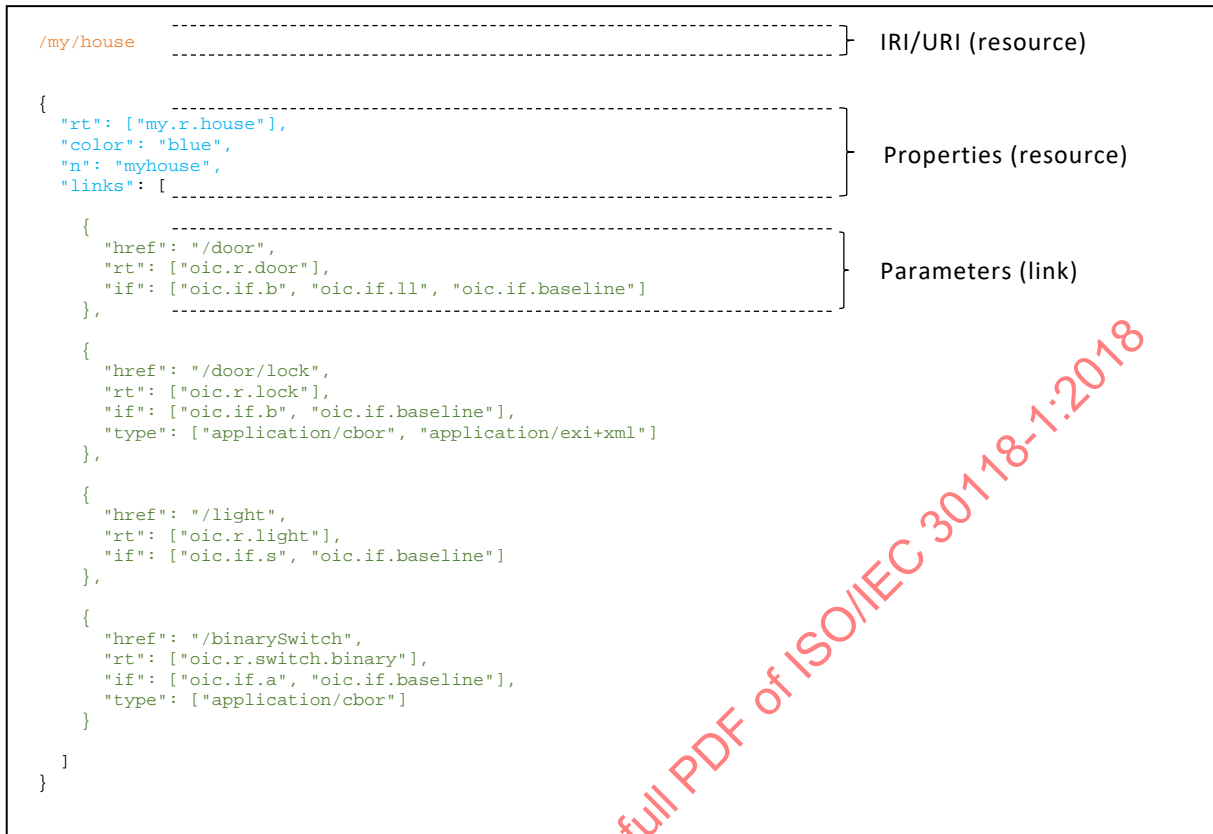 /my/house
IRI/URI (resource)
{
"rt": ["my.r.house"],
"color": "blue",
"n": "myhouse",
"links": [
Properties (resource)
{
"href": "/door",
"rt": ["oic.r.door"],
"if": ["oic.if.b", "oic.if.ll", "oic.if.baseline"]
},
Parameters (link)
{
"href": "/door/lock",
"rt": ["oic.r.lock"],
"if": ["oic.if.b", "oic.if.baseline"],
"type": ["application/cbor", "application/exi+xml"]
},
{
"href": "/light",
"rt": ["oic.r.light"],
"if": ["oic.if.s", "oic.if.baseline"]
},
{
"href": "/binarySwitch",
"rt": ["oic.r.switch.binary"],
"if": ["oic.if.a", "oic.if.baseline"],
"type": ["application/cbor"]
}
]
}
full PDF of ISO/IEC 30118-1:2018